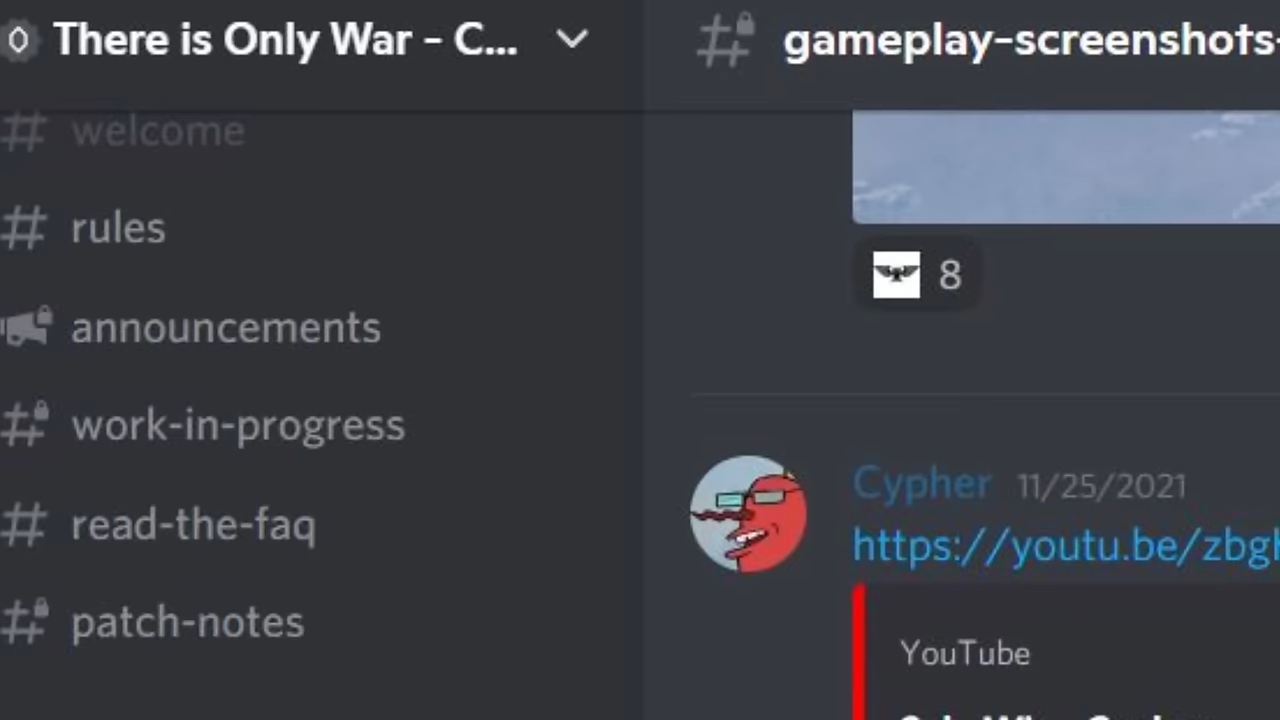 There is Only War - C...
welcome
rules
announcements
work-in-progress
read-the-faq
patch-notes
gameplay-screenshots-
8
Cypher 11/25/2021
https://youtu.be/zbg
YouTube